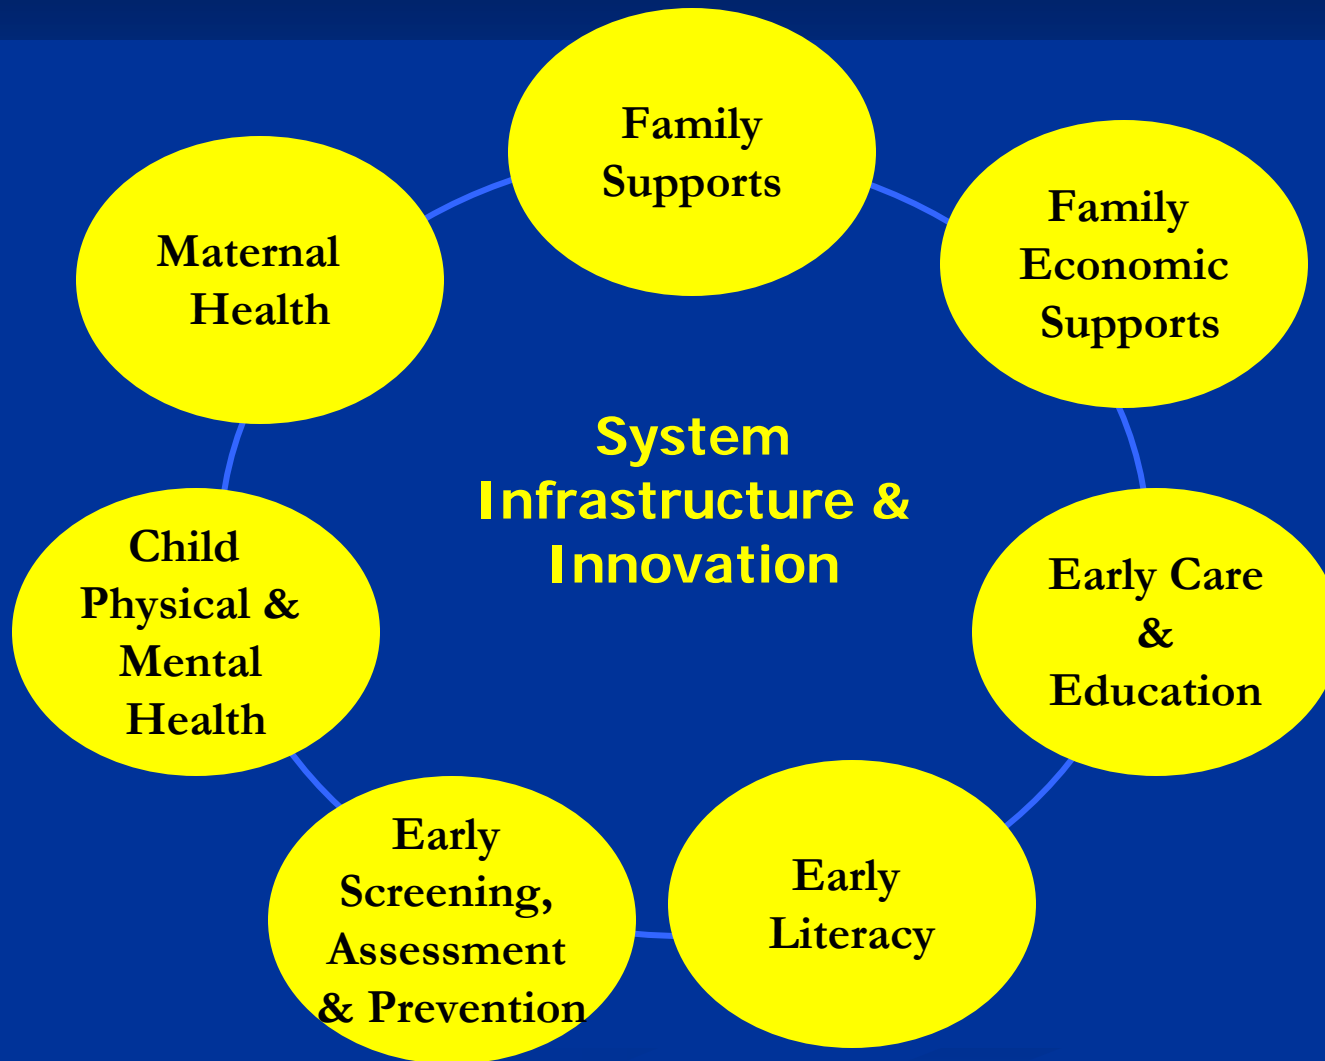 Family
Supports
Family
Economic
Supports
Maternal
Health
System
Infrastructure &
Innovation
Child
Physical &
Mental
Health
Early Care
&
Education
Early
Screening,
Assessment
& Prevention
Early
Literacy